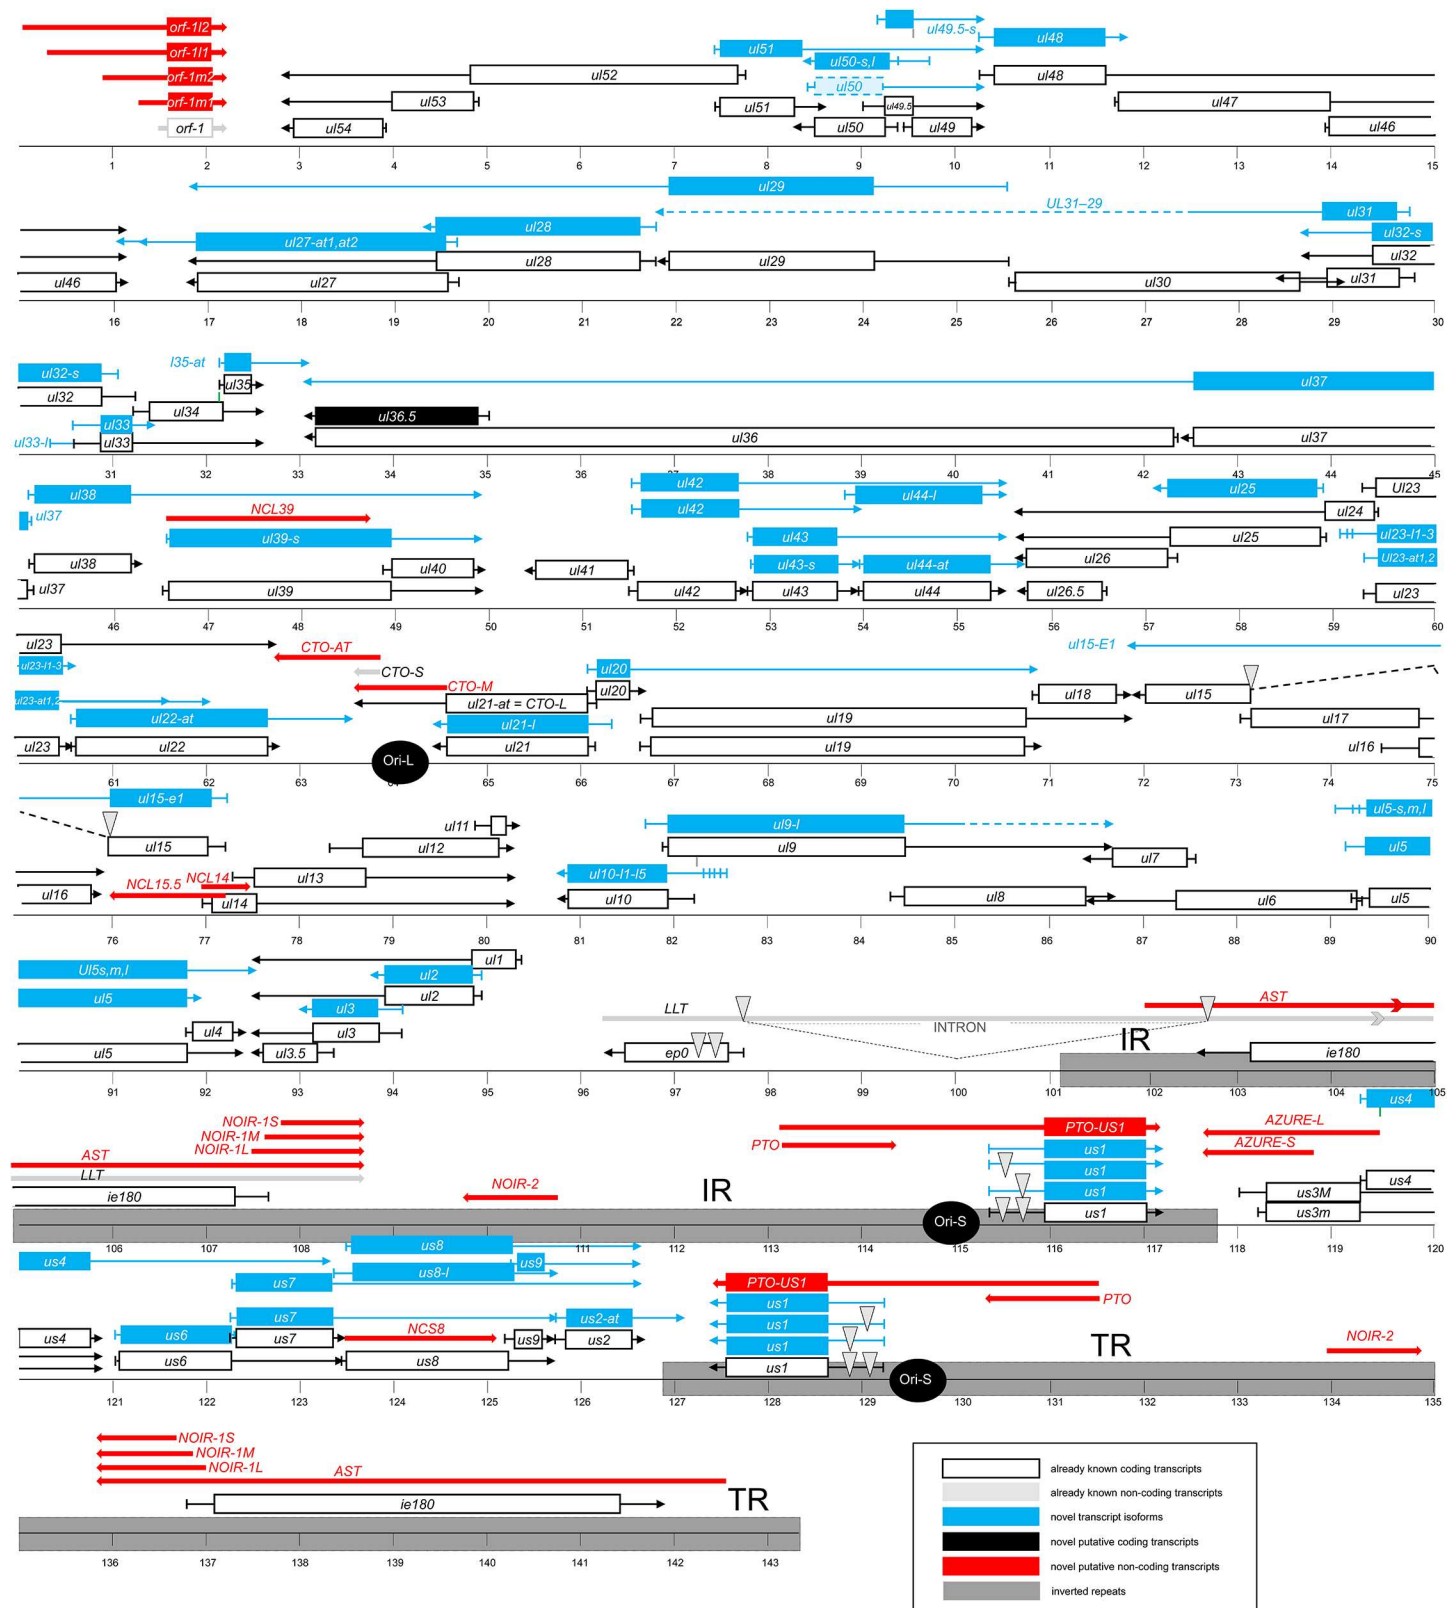 orf-1l2
orf-1l1
orf-1m2
orf-1m1
orf-1
ul52
ul53
ul54
ul51
ul51
ul50-s,l
ul50
ul50
ul49.5-s
ul49.5
ul49
ul48
ul48
ul47
ul46
1 2 3 4 5 6 7 8 9 10 11 12 13 14 15
ul29
UL31–29
ul31
ul28
ul32-s
ul27-at1,at2
ul28
ul29
ul32
ul46
ul27
ul30
ul31
16 17 18 19 20 21 22 23 24 25 26 27 28 29 30
l35-at
ul32-s
ul35
ul37
ul32
ul34
ul36.5
ul33
ul33-l
ul33
ul36
ul37
31 32 33 34 35 36 37 38 39 40 41 42 43 44 45
ul38
ul42
ul44-l
ul25
Ul23
ul37
NCL39
ul42
ul24
ul39-s
ul43
ul25
ul23-l1-3
ul38
ul40
ul41
ul43-s
ul44-at
ul26
Ul23-at1,2
ul37
ul39
ul42
ul43
ul44
ul26.5
ul23
46 47 48 49 50 51 52 53 54 55 56 57 58 59 60
ul23
CTO-AT
ul15-E1
ul23-l1-3
CTO-S
ul20
CTO-M
ul20
ul18
ul15
ul23-at1,2
ul21-at = CTO-L
ul22-at
ul21-l
ul19
ul17
ul23
ul22
ul21
ul19
ul16
Ori-L
61 62 63 64 65 66 67 68 69 70 71 72 73 74 75
ul15-e1
ul5-s,m,l
ul11
ul9-l
ul15
ul12
ul9
ul5
ul7
NCL14
ul13
ul10-l1-l5
NCL15.5
ul16
ul14
ul10
ul8
ul6
ul5
76 77 78 79 80 81 82 83 84 85 86 87 88 89 90
ul1
Ul5s,m,l
ul2
ul5
ul2
AST
ul3
LLT
INTRON
ul4
ul3
IR
ul5
ul3.5
ep0
ie180
91 92 93 94 95 96 97 98 99 100 101 102 103 104 105
us4
NOIR-1S
PTO-US1
AZURE-L
NOIR-1M
PTO
AZURE-S
NOIR-1L
us1
AST
us1
LLT
us4
NOIR-2
IR
us1
us3M
ie180
us1
us3m
Ori-S
106 107 108 109 110 111 112 113 114 115 116 117 118 119 120
us8
us4
us9
us8-l
us7
PTO-US1
PTO
us1
us7
us2-at
us1
us6
us4
us7
NCS8
us9
us2
us1
TR
NOIR-2
us6
us8
us1
Ori-S
121 122 123 124 125 126 127 128 129 130 131 132 133 134 135
NOIR-1S
NOIR-1M
NOIR-1L
AST
TR
ie180
136 137 138 139 140 141 142 143
already known coding transcripts
already known non-coding transcripts
novel transcript isoforms
novel putative coding transcripts
novel putative non-coding transcripts
inverted repeats